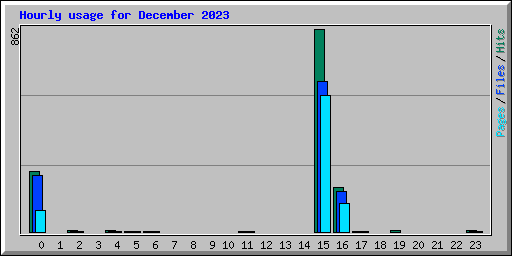 Hourly usage for December 2023
862
Pages/Files/Hits
0 1 2 3 4 5 6 7 8 9 10 11 12 13 14 15 16 17 18 19 20 21 22 23